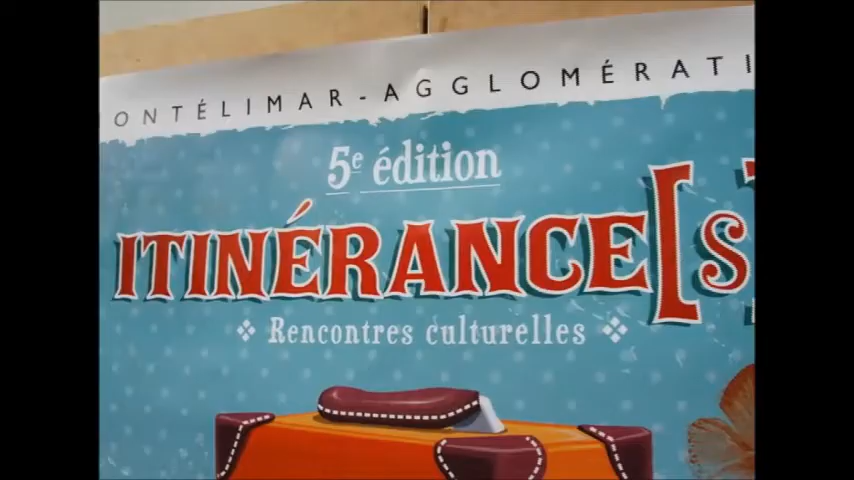 ONTÉLIMAR-AGGLOMÉRATI
5e édition
ITINÉRANCE[S
Rencontres culturelles